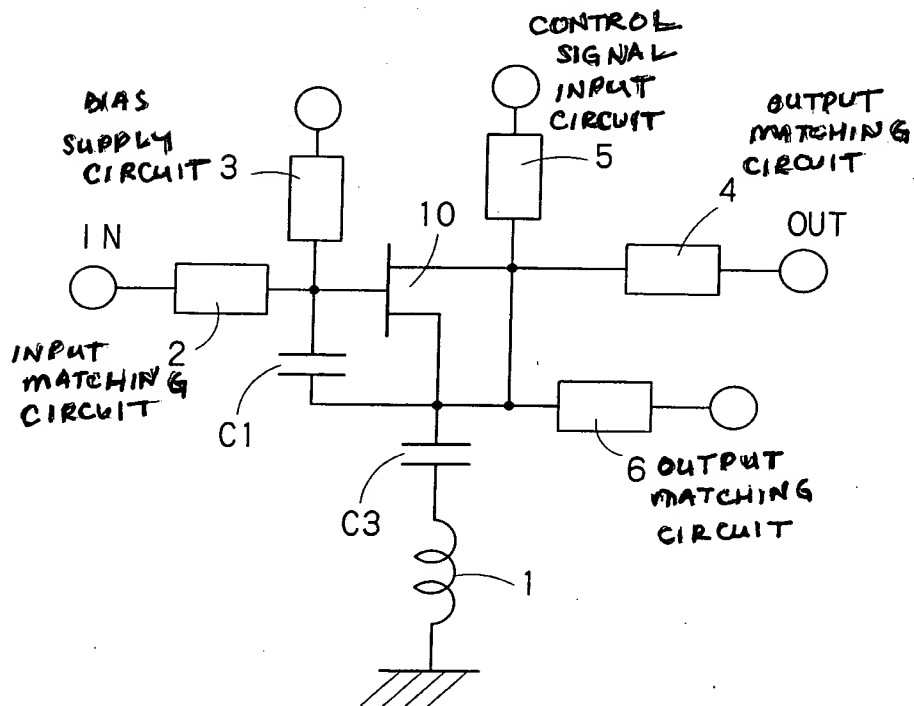 CONTROL
SIGNAL
INPUT
CIRCUIT
5
BIAS
SUPPLY
CIRCUIT 3
OUTPUT
MATCHING
CIRCUIT
4
IN
10
OUT
INPUT 2
MATCHING
CIRCUIT
C1
C3
6 OUTPUT
MATCHING
CIRCUIT
1